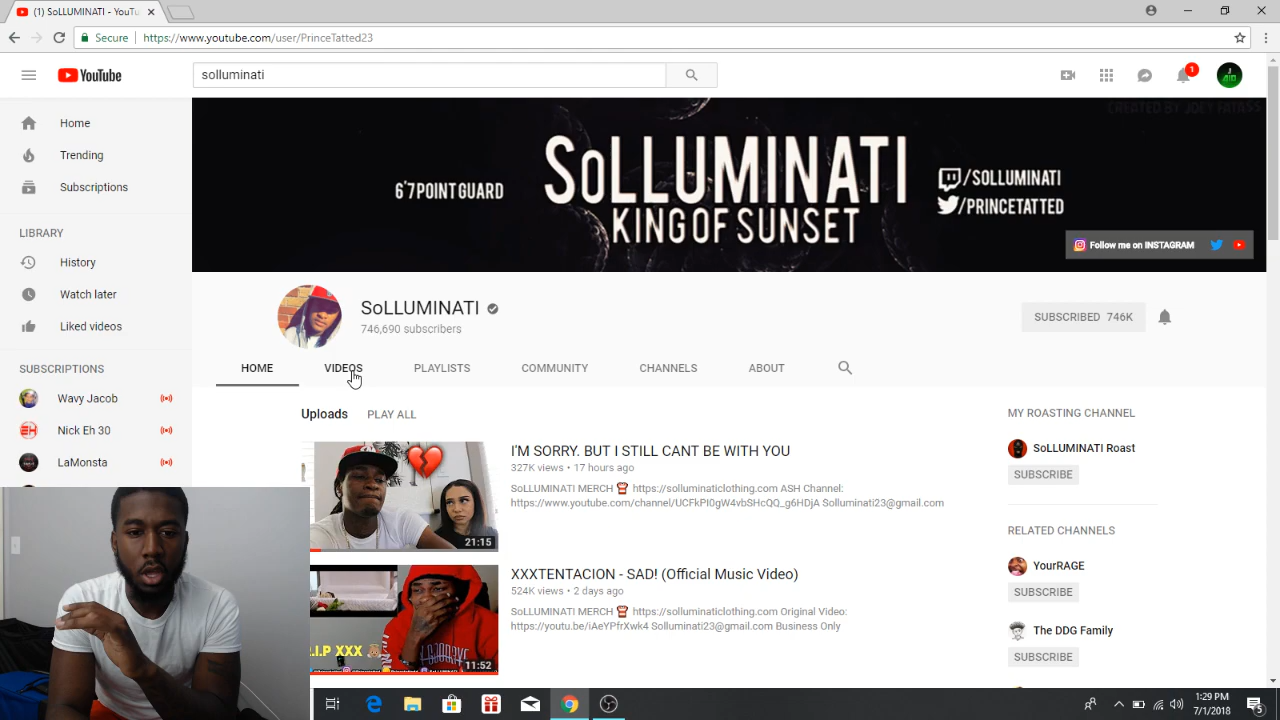 (1) SoLLUMINATI - YouTu
Secure https://www.youtube.com/user/PrinceTatted23
YouTube
solluminati
1
CREATED BY JOEY FATASS
Home
Trending
Subscriptions
LIBRARY
History
Watch later
Liked videos
SUBSCRIPTIONS
Wavy Jacob
Nick Eh 30
LaMonsta
6'7 POINT GUARD
SoLLUMINATI
KING OF SUNSET
/SOLLUMINATI
/PRINCETATTED
Follow me on INSTAGRAM
SoLLUMINATI
746,690 subscribers
SUBSCRIBED 746K
HOME VIDEOS PLAYLISTS COMMUNITY CHANNELS ABOUT
Uploads PLAY ALL
21:15
I'M SORRY. BUT I STILL CANT BE WITH YOU
327K views • 17 hours ago
SoLLUMINATI MERCH https://solluminaticlothing.com ASH Channel:
https://www.youtube.com/channel/UCFkPI0gW4vbSHcQQ_g6HDjA Solluminati23@gmail.com
R.I.P XXX
11:52
XXXTENTACION - SAD! (Official Music Video)
524K views • 2 days ago
SoLLUMINATI MERCH https://solluminaticlothing.com Original Video:
https://youtu.be/iAeYPfrXwk4 Solluminati23@gmail.com Business Only
MY ROASTING CHANNEL
SoLLUMINATI Roast
SUBSCRIBE
RELATED CHANNELS
YourRAGE
SUBSCRIBE
The DDG Family
SUBSCRIBE
1:29 PM
7/1/2018
5